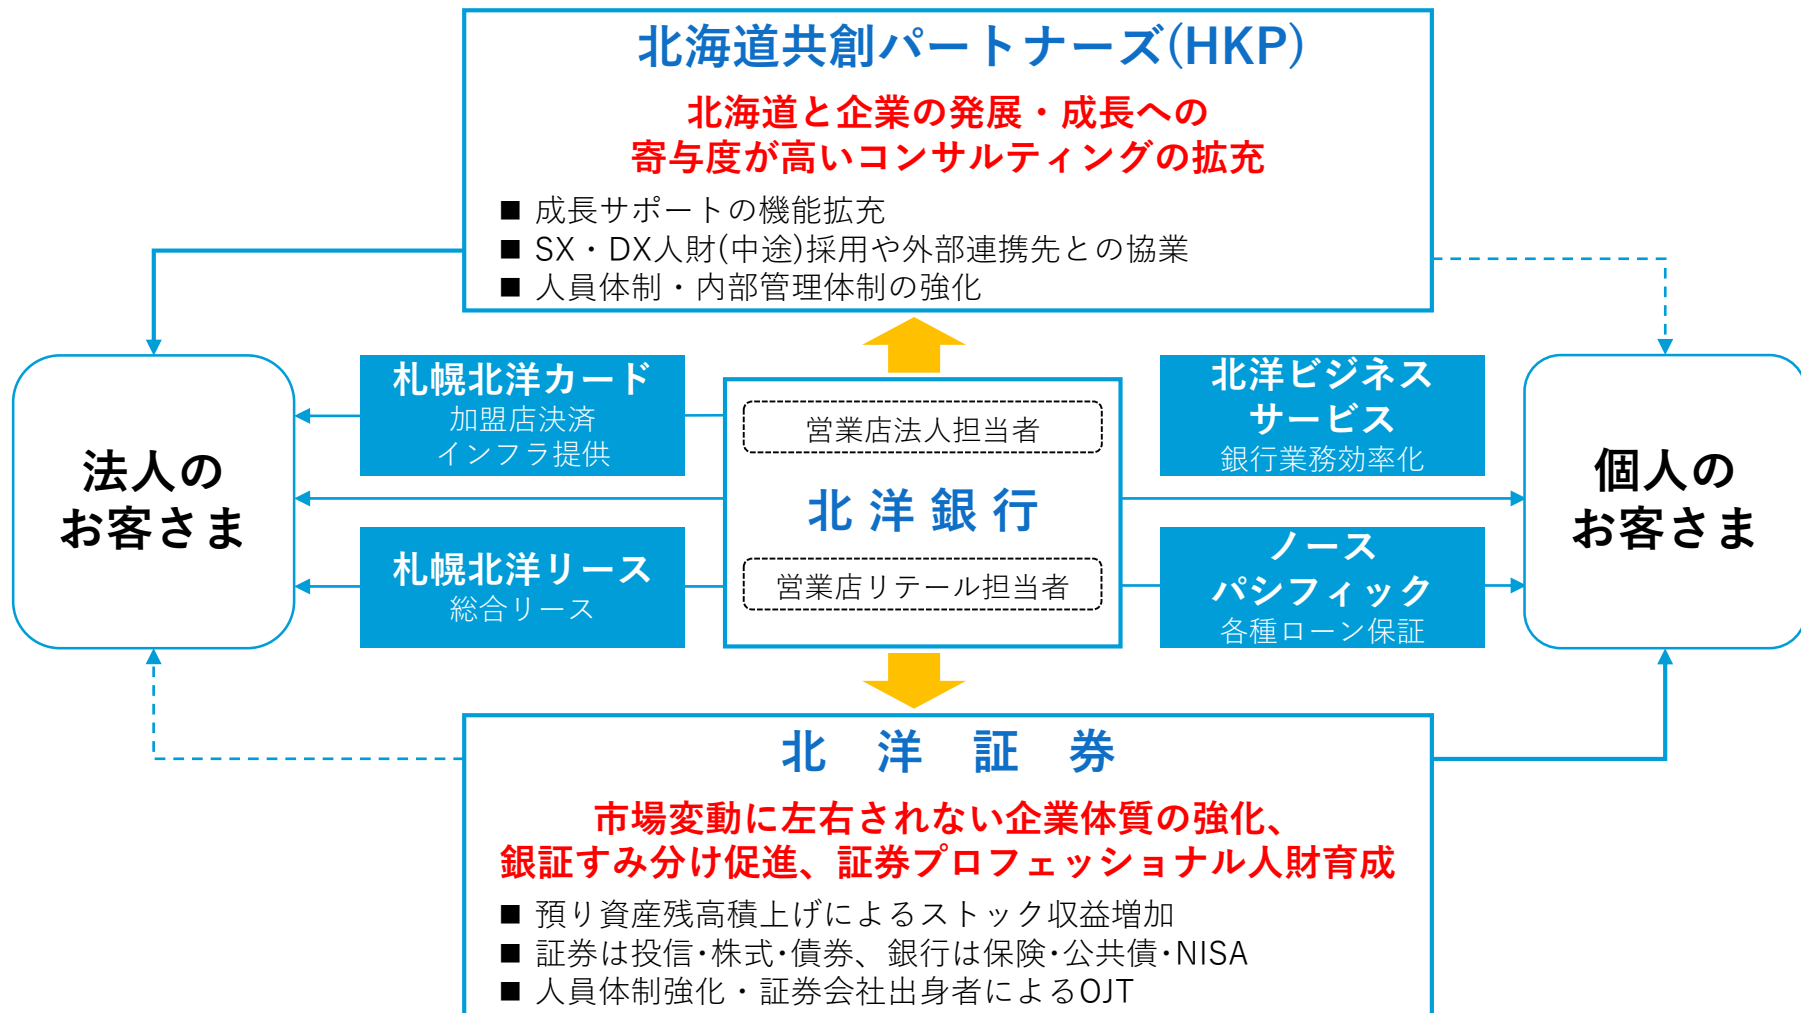 北海道共創パートナーズ(HKP)
北海道と企業の発展・成長への
寄与度が高いコンサルティングの拡充
■ 成長サポートの機能拡充
■ SX・DX人財(中途)採用や外部連携先との協業
■ 人員体制・内部管理体制の強化
法人の
お客さま
札幌北洋カード
加盟店決済
インフラ提供
札幌北洋リース
総合リース
営業店法人担当者
北洋銀行
営業店リテール担当者
北洋ビジネス
サービス
銀行業務効率化
ノース
パシフィック
各種ローン保証
個人の
お客さま
北洋証券
市場変動に左右されない企業体質の強化、
銀証すみ分け促進、証券プロフェッショナル人財育成
■ 預り資産残高積上げによるストック収益増加
■ 証券は投信･株式･債券、銀行は保険･公共債･NISA
■ 人員体制強化・証券会社出身者によるOJT